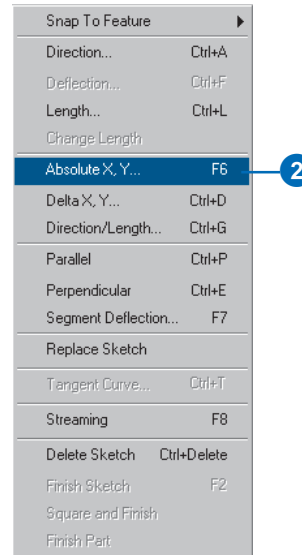 Snap To Feature
Direction... Ctrl+A
Deflection... Ctrl+F
Length... Ctrl+L
Change Length
Absolute X, Y... F6
2
Delta X, Y... Ctrl+D
Direction/Length... Ctrl+G
Parallel Ctrl+P
Perpendicular Ctrl+E
Segment Deflection... F7
Replace Sketch
Tangent Curve... Ctrl+T
Streaming F8
Delete Sketch Ctrl+Delete
Finish Sketch F2
Square and Finish
Finish Part